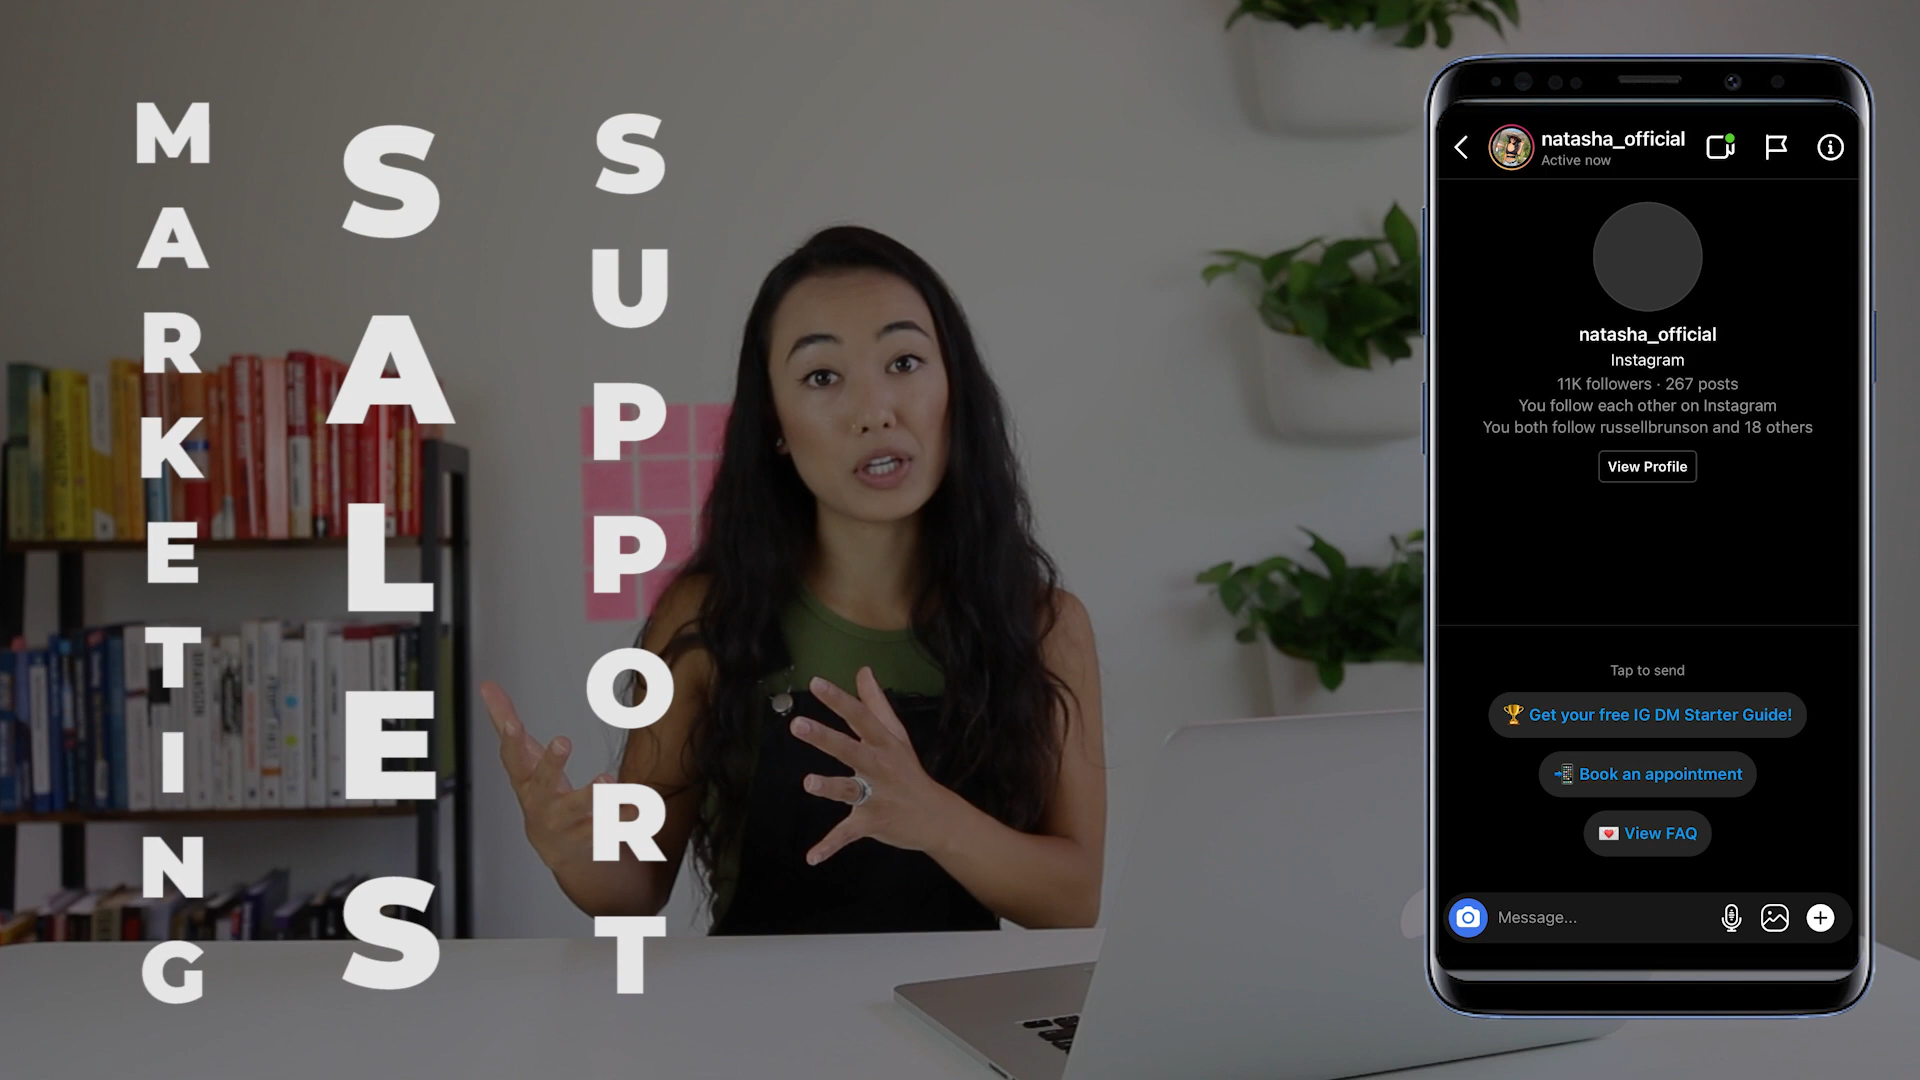 MARKETING
SALES
SUPPORT
natasha_official
Active now
natasha_official
Instagram
11K followers · 267 posts
You follow each other on Instagram
You both follow russellbrunson and 18 others
View Profile
Tap to send
🏆 Get your free IG DM Starter Guide!
📲 Book an appointment
💌 View FAQ
Message...